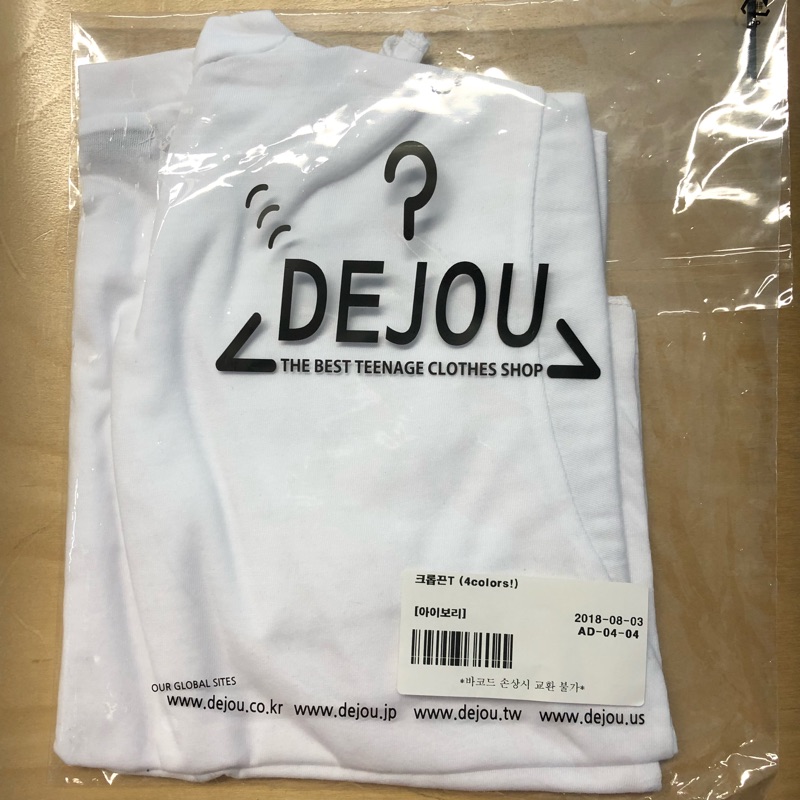 DEJOU
THE BEST TEENAGE CLOTHES SHOP
크롭끈T (4colors!)
[아이보리]
2018-08-03
AD-04-04
*바코드 손상시 교환 불가*
OUR GLOBAL SITES
www.dejou.co.kr www.dejou.jp www.dejou.tw www.dejou.us